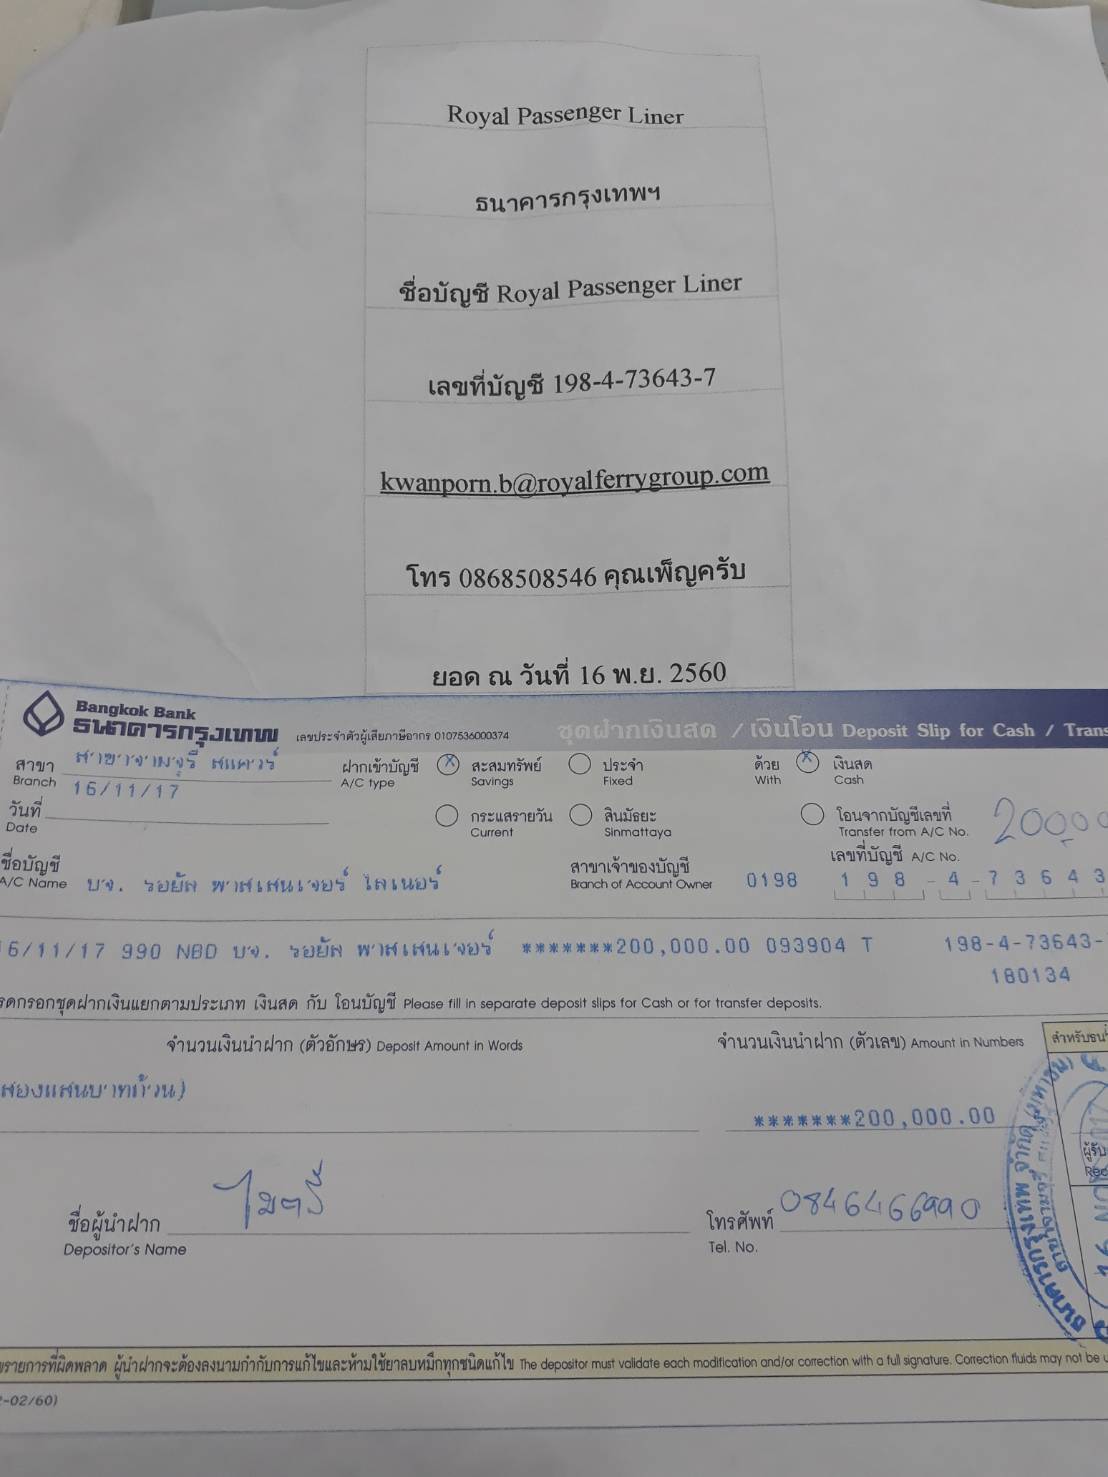 Royal Passenger Liner
ธนาคารกรุงเทพฯ
ชื่อบัญชี Royal Passenger Liner
เลขที่บัญชี 198-4-73643-7
kwanporn.b@royalferrygroup.com
โทร 0868508546 คุณเพ็ญครับ
ยอด ณ วันที่ 16 พ.ย. 2560
Bangkok Bank
ธนาคารกรุงเทพ เลขประจำตัวผู้เสียภาษีอากร 0107536000374 ชุดฝากเงินสด / เงินโอน Deposit Slip for Cash / Trans
สาขา สาขาจามจุรี สแควร์ ฝากเข้าบัญชี X สะสมทรัพย์ ประจำ ด้วย X เงินสด
Branch 16/11/17 A/C type Savings Fixed With Cash
วันที่ กระแสรายวัน สินมัธยะ โอนจากบัญชีเลขที่
Date Current Sinmattaya Transfer from A/C No.
ชื่อบัญชี สาขาเจ้าของบัญชี เลขที่บัญชี A/C No.
A/C Name บจ. รอยัล พาสเสนเจอร์ ไลเนอร์ Branch of Account Owner 0198 198-4-73643
6/11/17 990 NBD บจ. รอยัล พาสเสนเจอร์ *******200,000.00 093904 T 198-4-73643-
180134
รดกรอกชุดฝากเงินแยกตามประเภท เงินสด กับ โอนบัญชี Please fill in separate deposit slips for Cash or for transfer deposits.
จำนวนเงินนำฝาก (ตัวอักษร) Deposit Amount in Words จำนวนเงินนำฝาก (ตัวเลข) Amount in Numbers สำหรับธน
สองแสนบาทถ้วน)
*******200,000.00
ชื่อผู้นำฝาก ไมตรี โทรศัพท์ 0846466990
Depositor's Name Tel. No.
รายการที่ผิดพลาด ผู้นำฝากจะต้องลงนามกำกับการแก้ไขและห้ามใช้ยาลบหมึกทุกชนิดแก้ไข The depositor must validate each modification and/or correction with a full signature. Correction fluids may not be
-02/60)